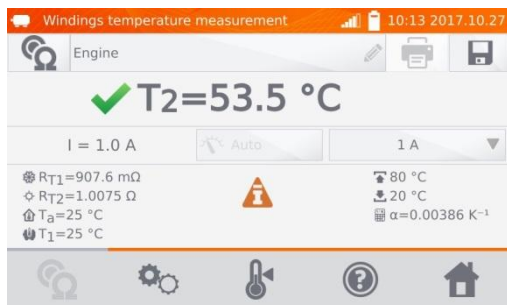 Windings temperature measurement 10:13 2017.10.27
Engine
T2=53.5 °C
I = 1.0 A Auto 1 A
RT1=907.6 mΩ 80 °C
RT2=1.0075 Ω 20 °C
Ta=25 °C α=0.00386 K⁻¹
T1=25 °C